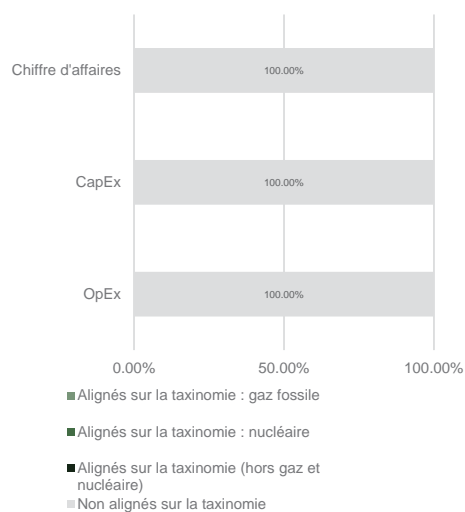 Chiffre d'affaires
100.00%
CapEx
100.00%
OpEx
100.00%
0.00% 50.00% 100.00%
Alignés sur la taxinomie : gaz fossile
Alignés sur la taxinomie : nucléaire
Alignés sur la taxinomie (hors gaz et
nucléaire)
Non alignés sur la taxinomie